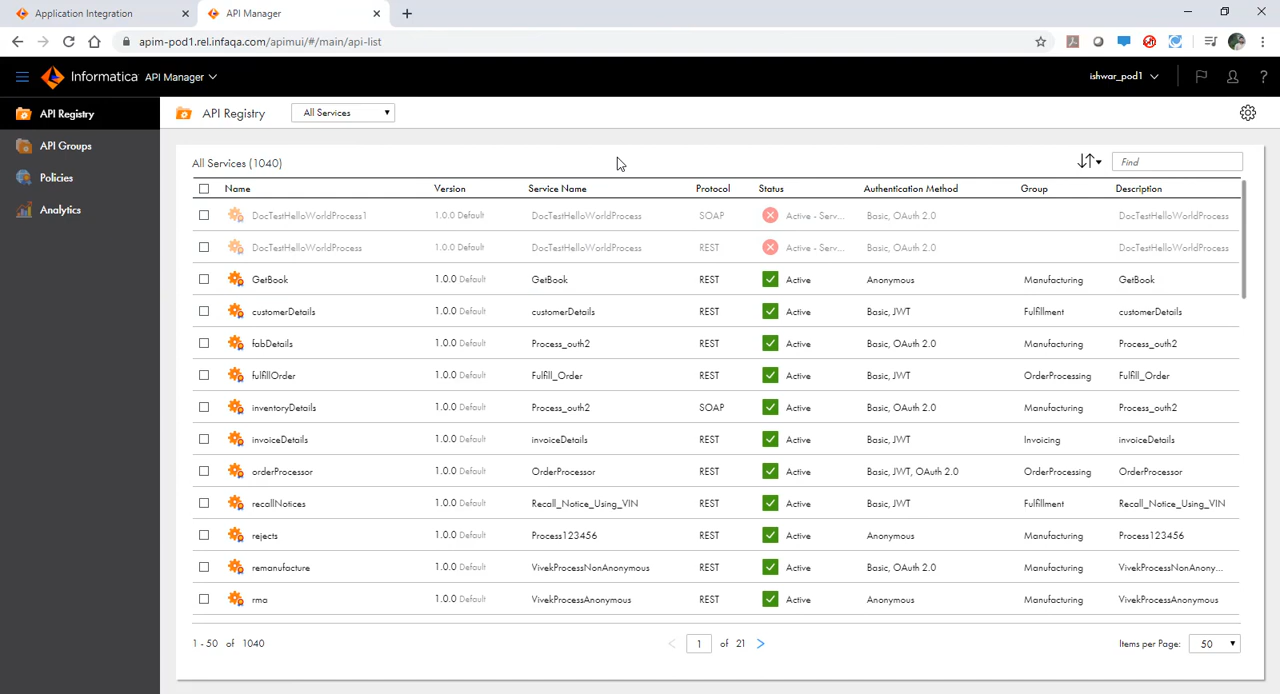 Application Integration
API Manager
apim-pod1.rel.infaqa.com/apimui/#/main/api-list
Informatica API Manager
ishwar_pod1
?
API Registry
API Groups
Policies
Analytics
API Registry All Services
All Services (1040) Find
Name Version Service Name Protocol Status Authentication Method Group Description
DocTestHelloWorldProcess1 1.0.0 Default DocTestHelloWorldProcess SOAP Active - Serv... Basic, OAuth 2.0 DocTestHelloWorldProcess
DocTestHelloWorldProcess 1.0.0 Default DocTestHelloWorldProcess REST Active - Serv... Basic, OAuth 2.0 DocTestHelloWorldProcess
GetBook 1.0.0 Default GetBook REST Active Anonymous Manufacturing GetBook
customerDetails 1.0.0 Default customerDetails REST Active Basic, JWT Fulfillment customerDetails
fabDetails 1.0.0 Default Process_outh2 REST Active Basic, OAuth 2.0 Manufacturing Process_outh2
fulfillOrder 1.0.0 Default Fulfill_Order REST Active Basic, JWT OrderProcessing Fulfill_Order
inventoryDetails 1.0.0 Default Process_outh2 SOAP Active Basic, OAuth 2.0 Manufacturing Process_outh2
invoiceDetails 1.0.0 Default invoiceDetails REST Active Basic, JWT Invoicing invoiceDetails
orderProcessor 1.0.0 Default OrderProcessor REST Active Basic, JWT, OAuth 2.0 OrderProcessing OrderProcessor
recallNotices 1.0.0 Default Recall_Notice_Using_VIN REST Active Basic, JWT Fulfillment Recall_Notice_Using_VIN
rejects 1.0.0 Default Process123456 REST Active Anonymous Manufacturing Process123456
remanufacture 1.0.0 Default VivekProcessNonAnonymous REST Active Basic, OAuth 2.0 Manufacturing VivekProcessNonAnony...
rma 1.0.0 Default VivekProcessAnonymous REST Active Anonymous Manufacturing VivekProcessAnonymous
1 - 50 of 1040 1 of 21 Items per Page: 50